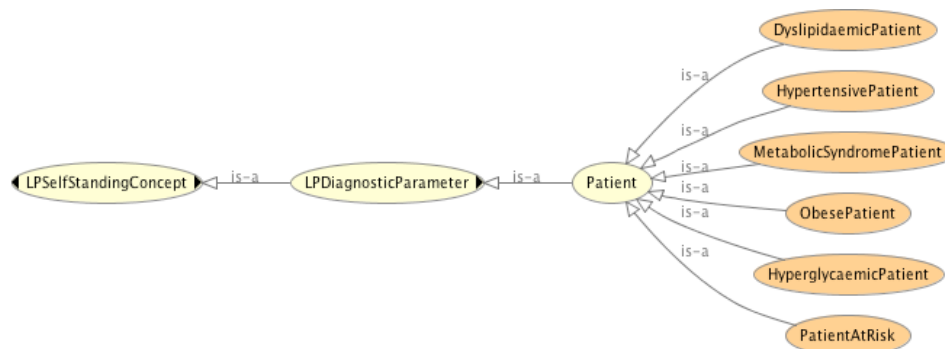 DyslipidaemicPatient
is-a
HypertensivePatient
is-a
MetabolicSyndromePatient
is-a
LPSelfStandingConcept
is-a
LPDiagnosticParameter
is-a
Patient
is-a
ObesePatient
is-a
HyperglycaemicPatient
is-a
PatientAtRisk